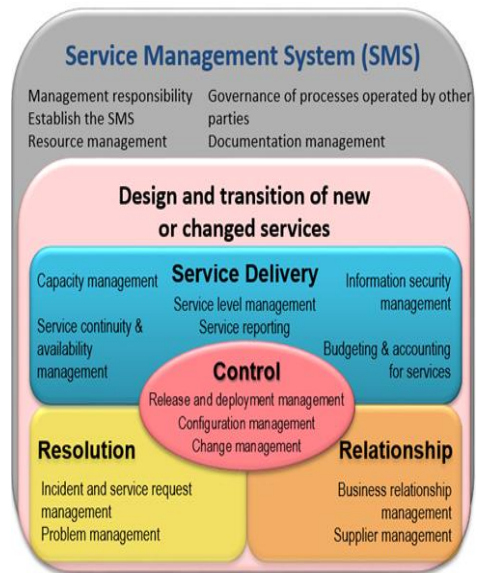 Service Management System (SMS)
Management responsibility
Establish the SMS
Resource management
Governance of processes operated by other
parties
Documentation management
Design and transition of new
or changed services
Service Delivery
Capacity management
Service continuity &
availability
management
Service level management
Service reporting
Information security
management
Budgeting & accounting
for services
Control
Release and deployment management
Configuration management
Change management
Resolution
Incident and service request
management
Problem management
Relationship
Business relationship
management
Supplier management